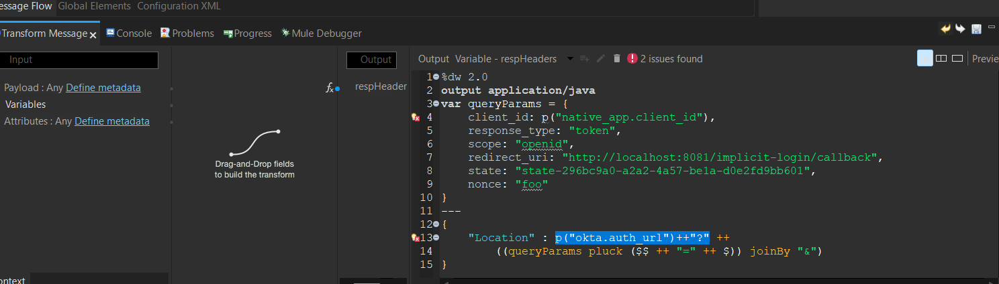 essage Flow Global Elements Configuration XML
Transform Message Console Problems Progress Mule Debugger
Input
Output
Output Variable - respHeaders 2 issues found
Previe
Payload : Any Define metadata
Variables
Attributes : Any Define metadata
fx
respHeader
Drag-and-Drop fields
to build the transform
1 %dw 2.0
2 output application/java
3 var queryParams = {
4 client_id: p("native_app.client_id"),
5 response_type: "token",
6 scope: "openid",
7 redirect_uri: "http://localhost:8081/implicit-login/callback",
8 state: "state-296bc9a0-a2a2-4a57-be1a-d0e2fd9bb601",
9 nonce: "foo"
10 }
11 ---
12 {
13 "Location" : p("okta.auth_url")++"?" ++
14 ((queryParams pluck ($$ ++ "=" ++ $)) joinBy "&")
15 }
ontext